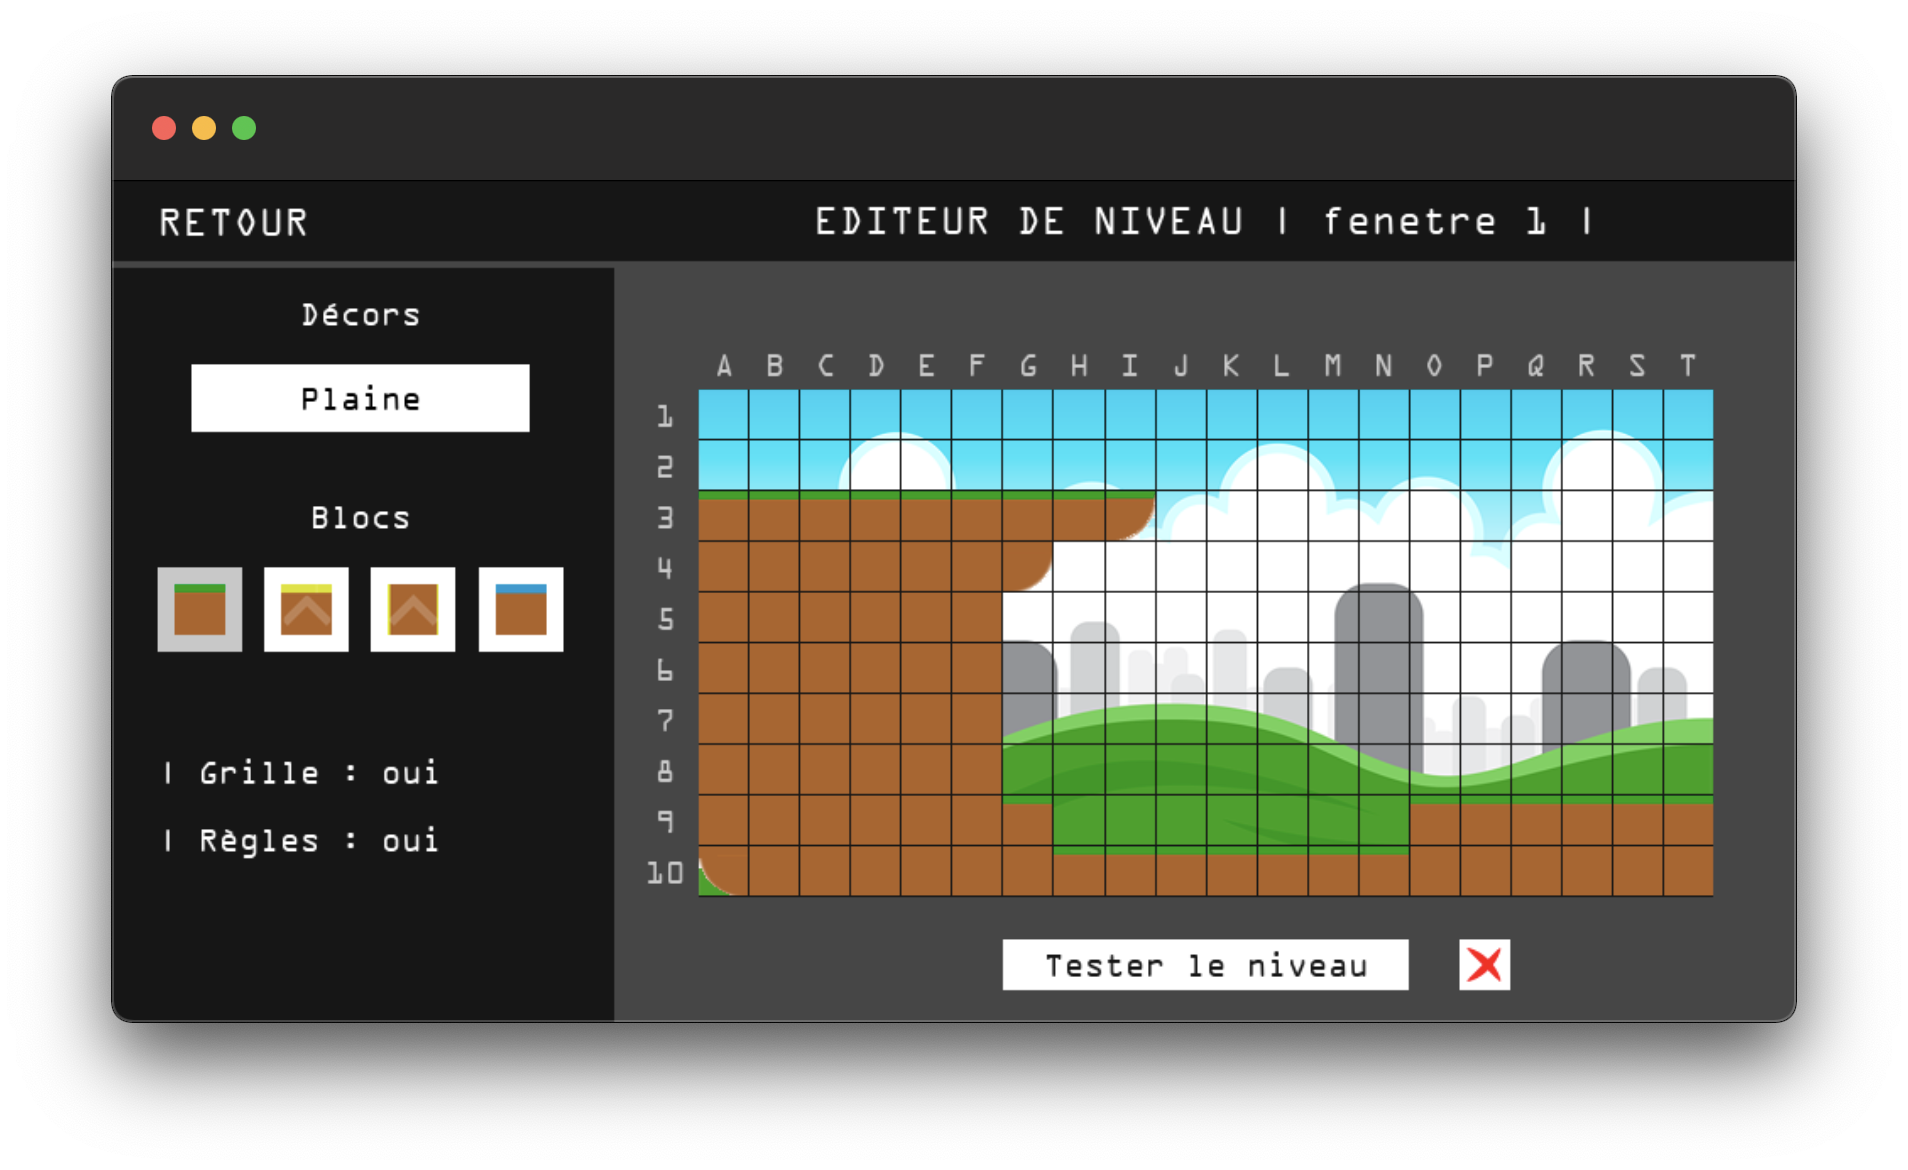 RETOUR
EDITEUR DE NIVEAU | fenetre 1 |
Décors
Plaine
Blocs
| Grille : oui
| Règles : oui
A B C D E F G H I J K L M N O P Q R S T
1
2
3
4
5
6
7
8
9
10
Tester le niveau